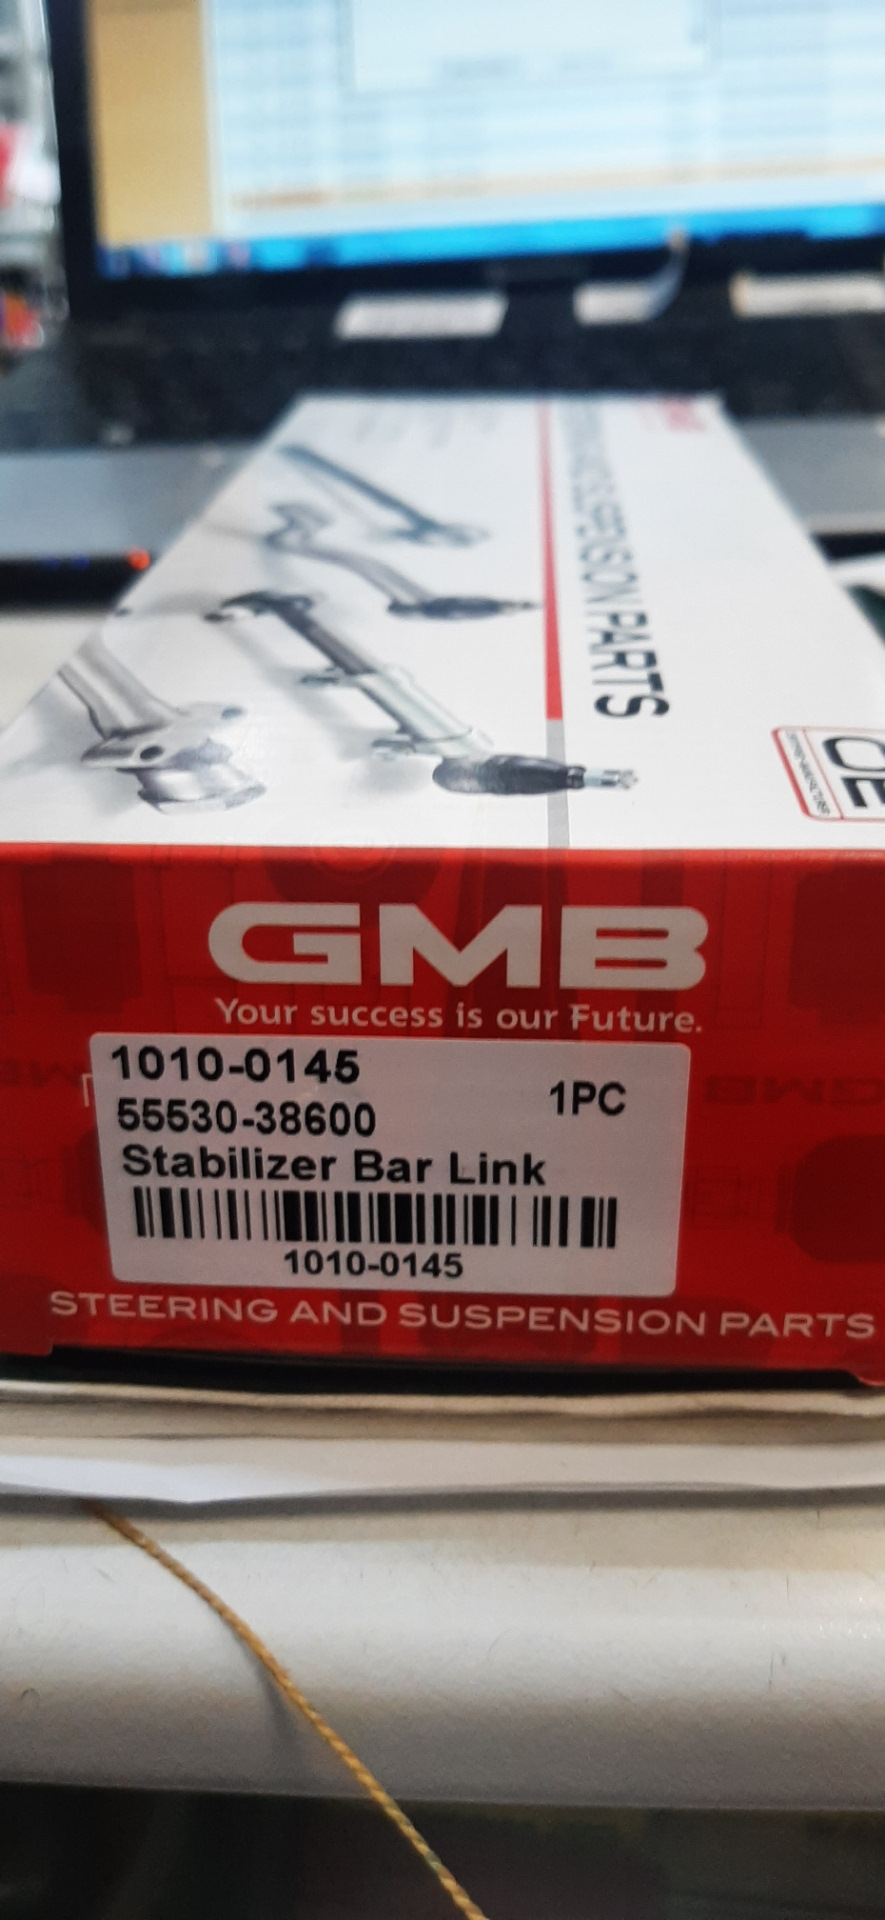 SUSPENSION PARTS
OE
GMB
Your success is our Future.
1010-0145
1PC
55530-38600
Stabilizer Bar Link
1010-0145
STEERING AND SUSPENSION PARTS